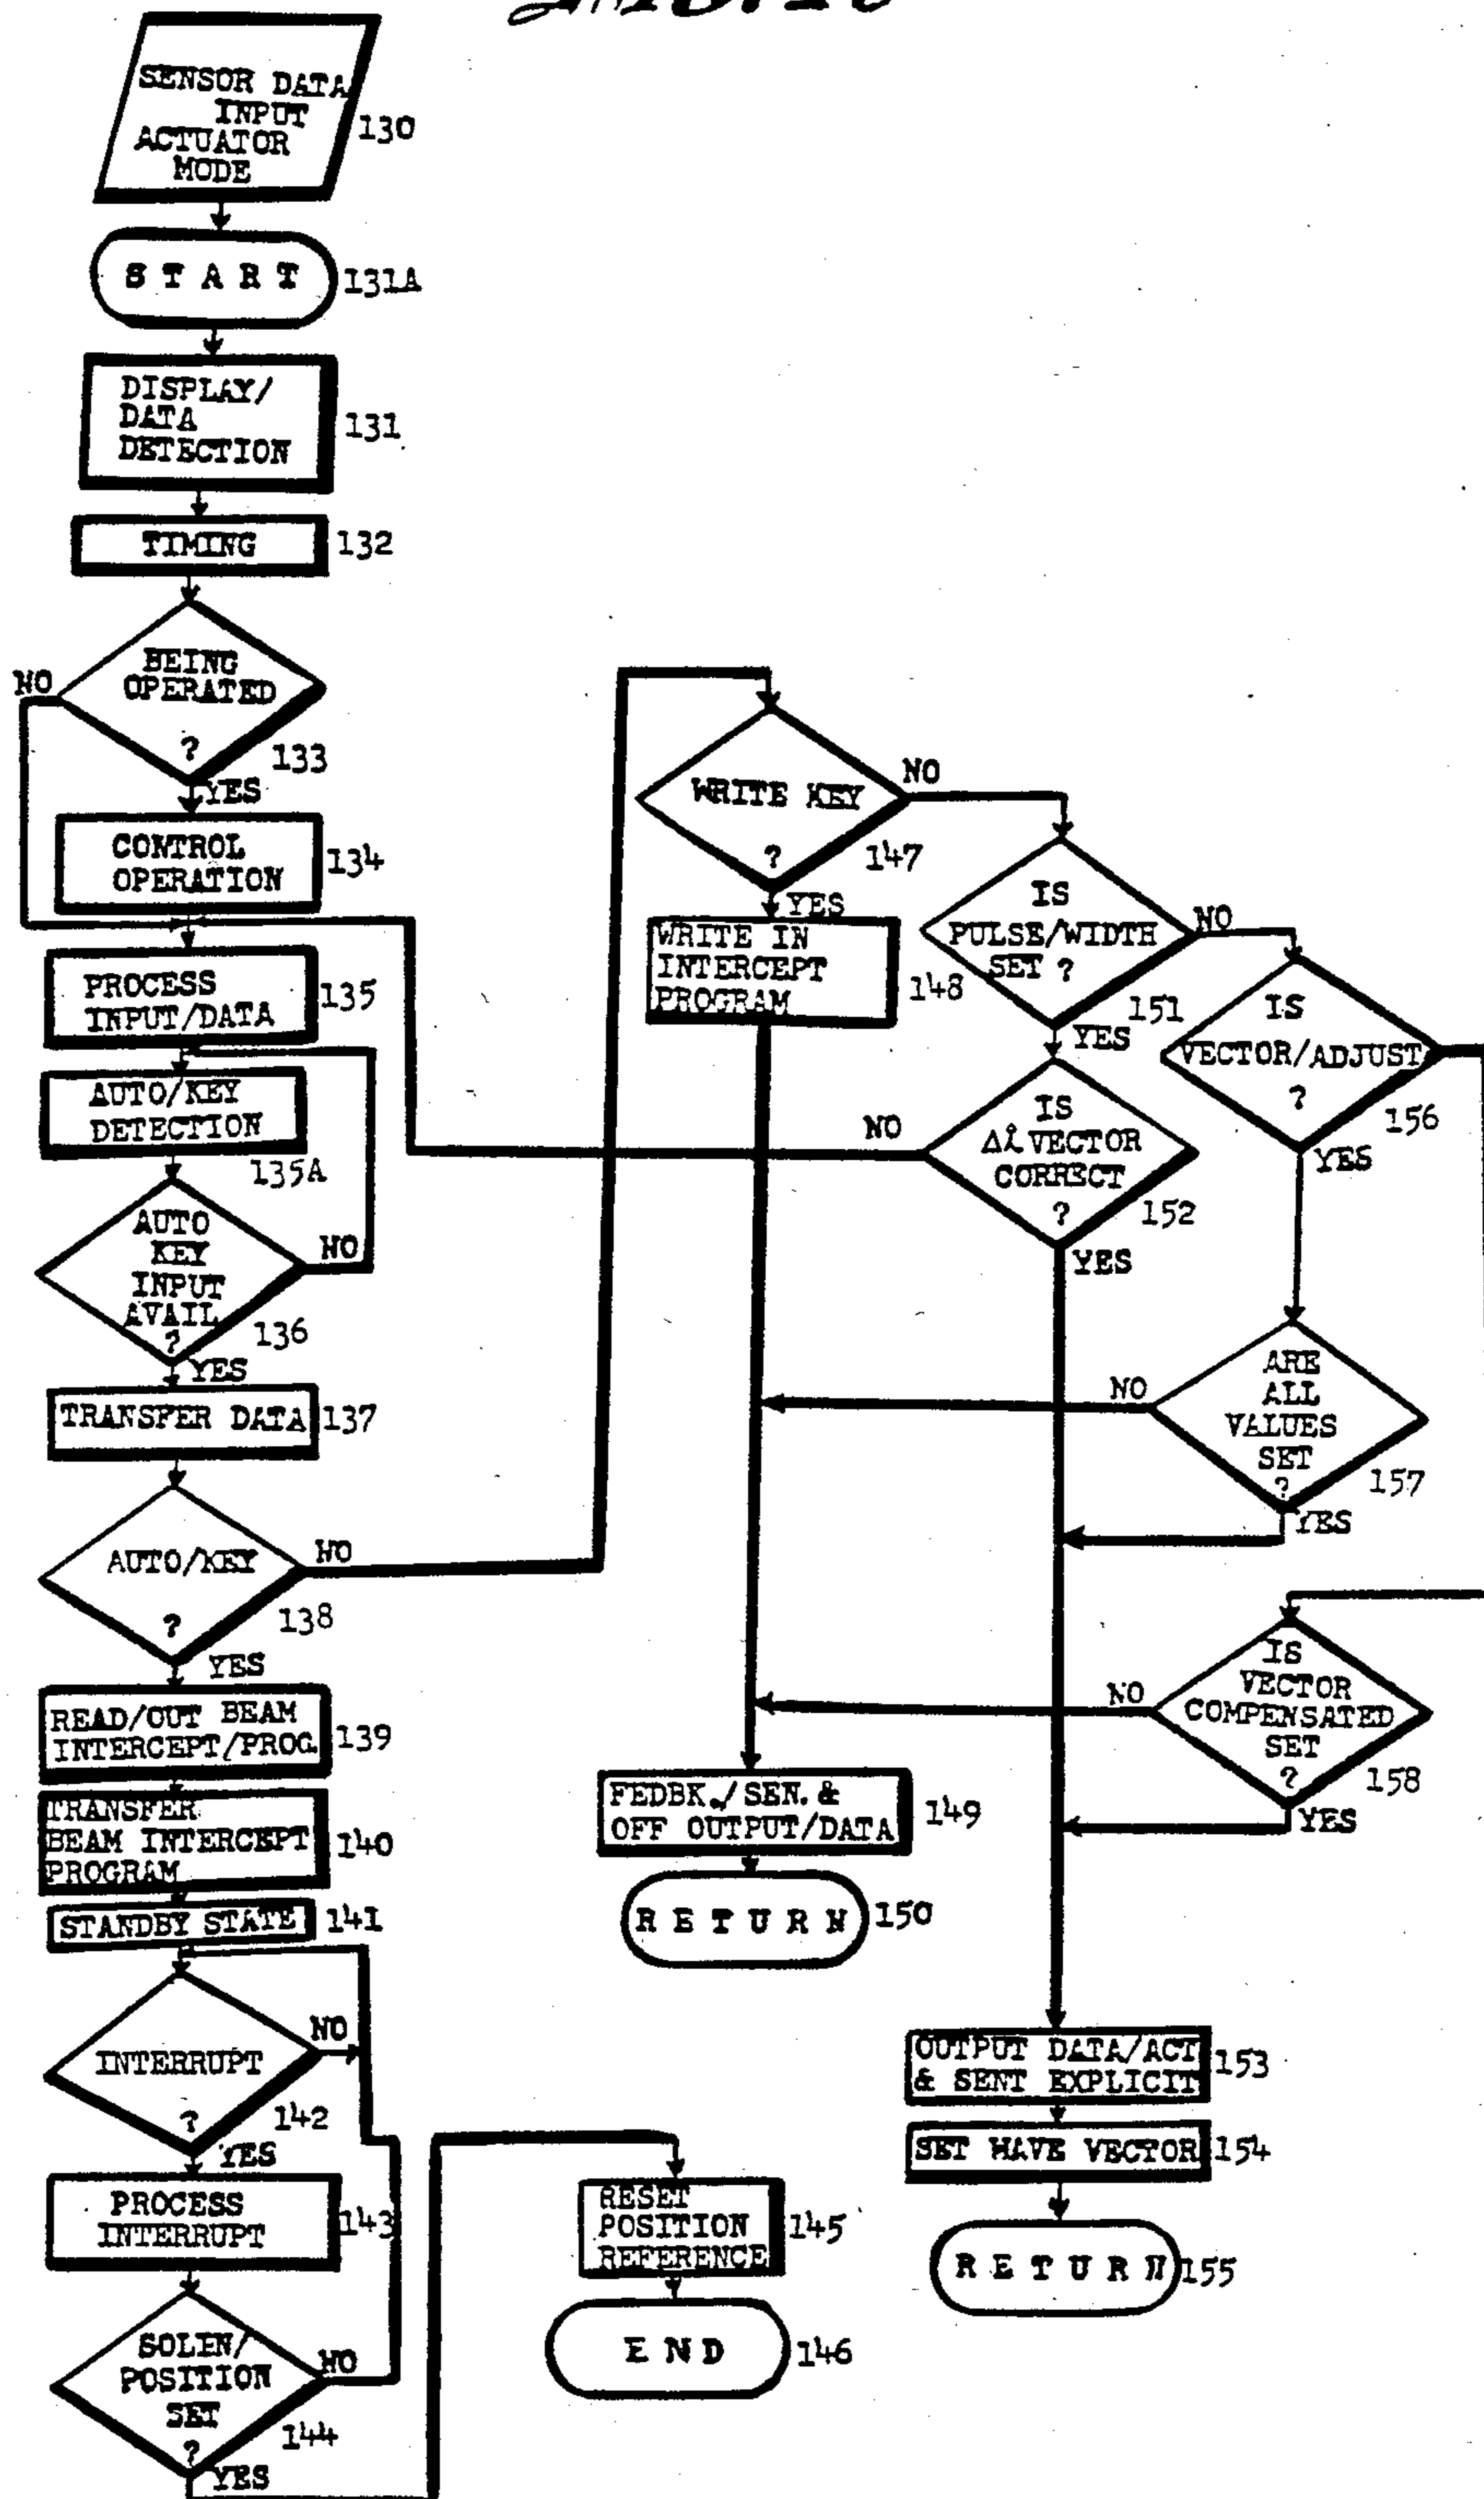 SENSOR DATA
INPUT
ACTUATOR
MODE
130
START
131A
DISPLAY/
DATA
DETECTION
131
TIMING
132
BEING
OPERATED
?
133
NO
YES
CONTROL
OPERATION
134
PROCESS
INPUT/DATA
135
AUTO/KEY
DETECTION
135A
AUTO
KEY
INPUT
AVAIL
?
136
NO
YES
TRANSFER DATA
137
AUTO/KEY
?
138
NO
YES
READ/OUT BEAM
INTERCEPT/PROG.
139
TRANSFER
BEAM INTERCEPT
PROGRAM
140
STANDBY STATE
141
INTERRUPT
?
142
NO
YES
PROCESS
INTERRUPT
143
SOLEN/
POSITION
SET
?
144
NO
YES
RESET
POSITION
REFERENCE
145
END
146
WRITE KEY
?
147
NO
YES
WRITE IN
INTERCEPT
PROGRAM
148
FEDBK./SEN.&
OFF OUTPUT/DATA
149
RETURN
150
IS
PULSE/WIDTH
SET ?
151
NO
YES
IS
VECTOR
CORRECT
?
152
NO
YES
OUTPUT DATA/ACT
& SENT EXPLICIT
153
SET WAVE VECTOR
154
RETURN
155
IS
VECTOR/ADJUST
?
156
YES
ARE
ALL
VALUES
SET
?
157
NO
YES
IS
VECTOR
COMPENSATED
SET
?
158
NO
YES